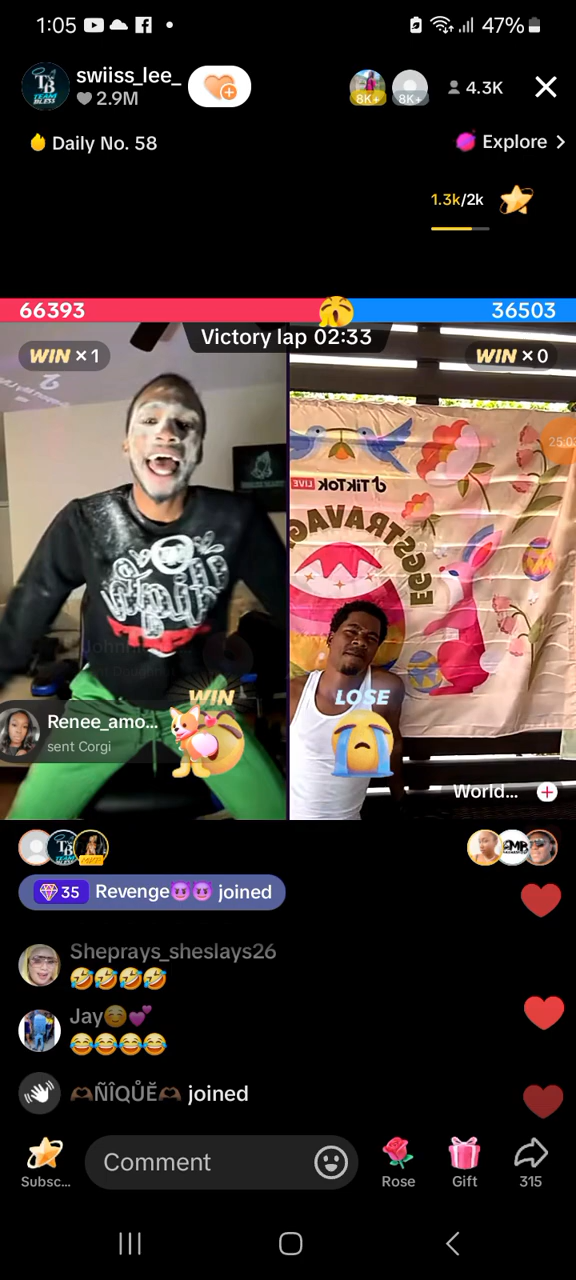 1:05
47%
swiiss_lee_
2.9M
8K+
8K+
4.3K
Daily No. 58
Explore >
1.3k/2k
66393
36503
Victory lap 02:33
WIN × 1
WIN × 0
TikTok LIVE
EGGSTRAVAG
WIN
LOSE
Renee_amo...
sent Corgi
World...
35 Revenge😈😈 joined
Sheprays_sheslays26
🤣🤣🤣🤣
Jay☺️💕
😂😂😂😂
🫶🏾ÑÎQŮĔ🫶🏾 joined
Comment
Subsc...
Rose
Gift
315